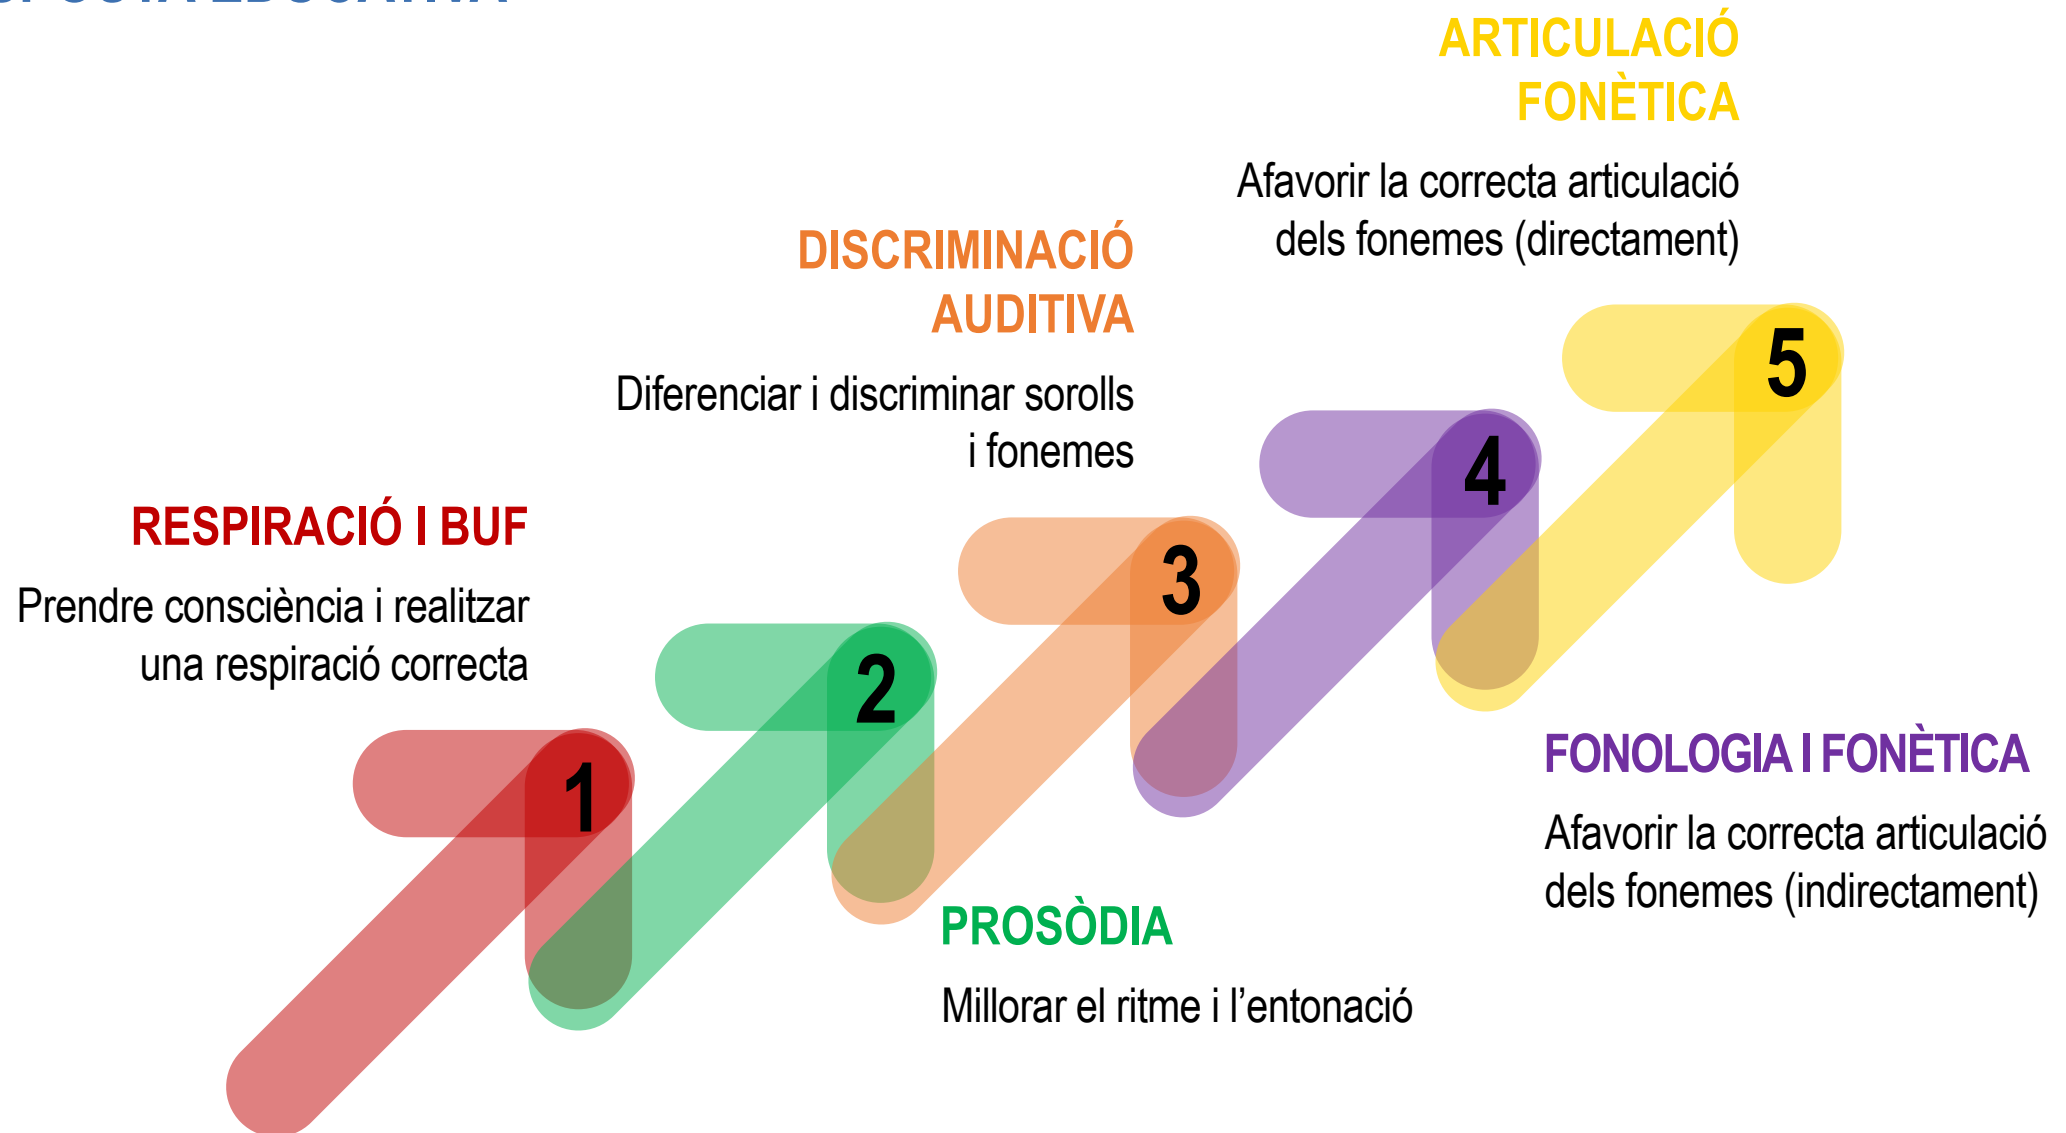 EDUCATIVA
ARTICULACIÓ
FONÈTICA
Afavorir la correcta articulació
dels fonemes (directament)
DISCRIMINACIÓ
AUDITIVA
Diferenciar i discriminar sorolls
i fonemes
RESPIRACIÓ I BUF
Prendre consciència i realitzar
una respiració correcta
5
4
3
2
1
FONOLOGIA I FONÈTICA
Afavorir la correcta articulació
dels fonemes (indirectament)
PROSÒDIA
Millorar el ritme i l’entonació